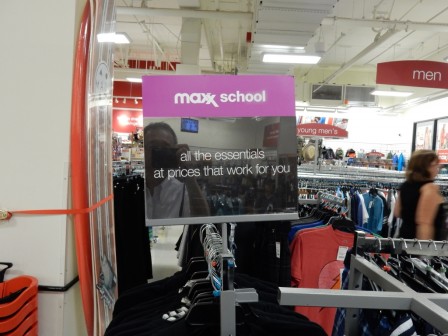 maxx school
all the essentials
at prices that work for you
men
young men's